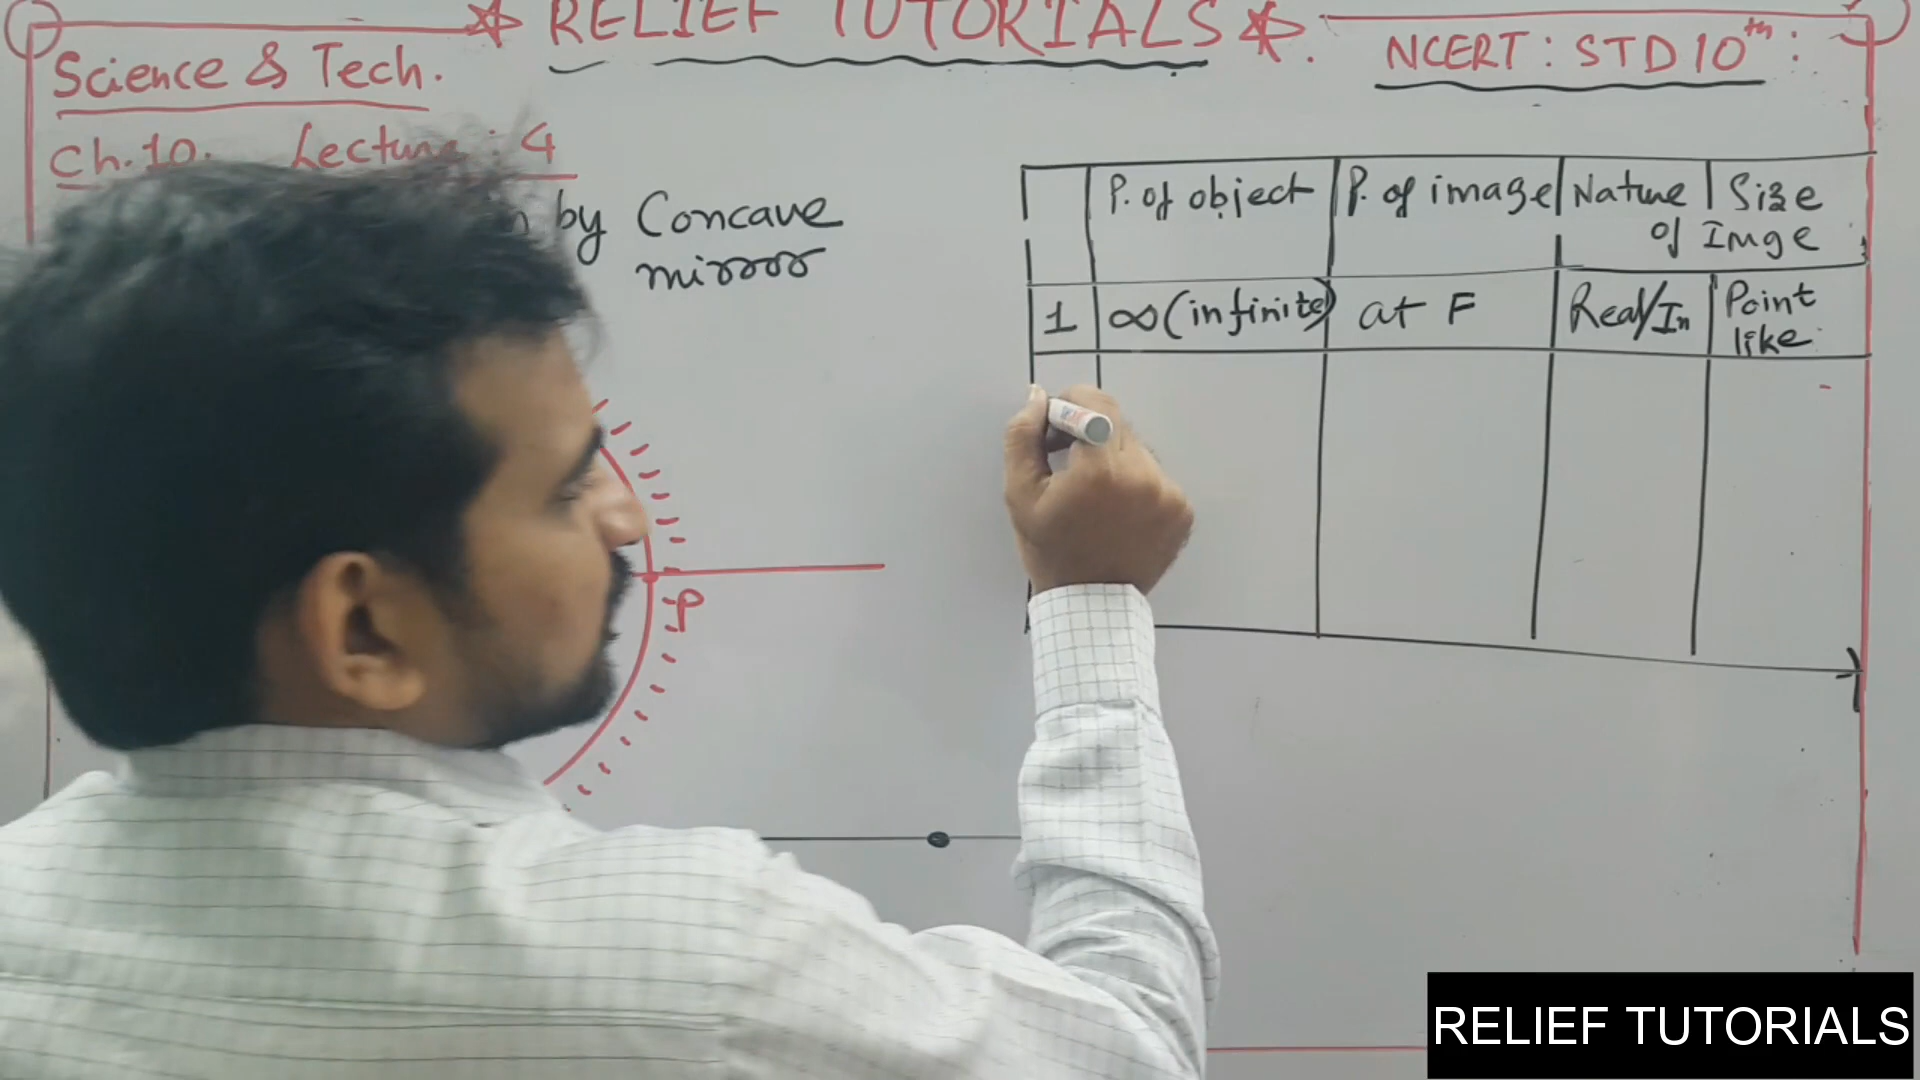 RELIEF TUTORIALS
Science & Tech.
NCERT : STD 10th :
Ch.10. Lecture : 4
by Concave
mirror
P. of object P. of image Nature Size
of Imge
1 ∞(infinite) at F Real/In Point
like
P
RELIEF TUTORIALS